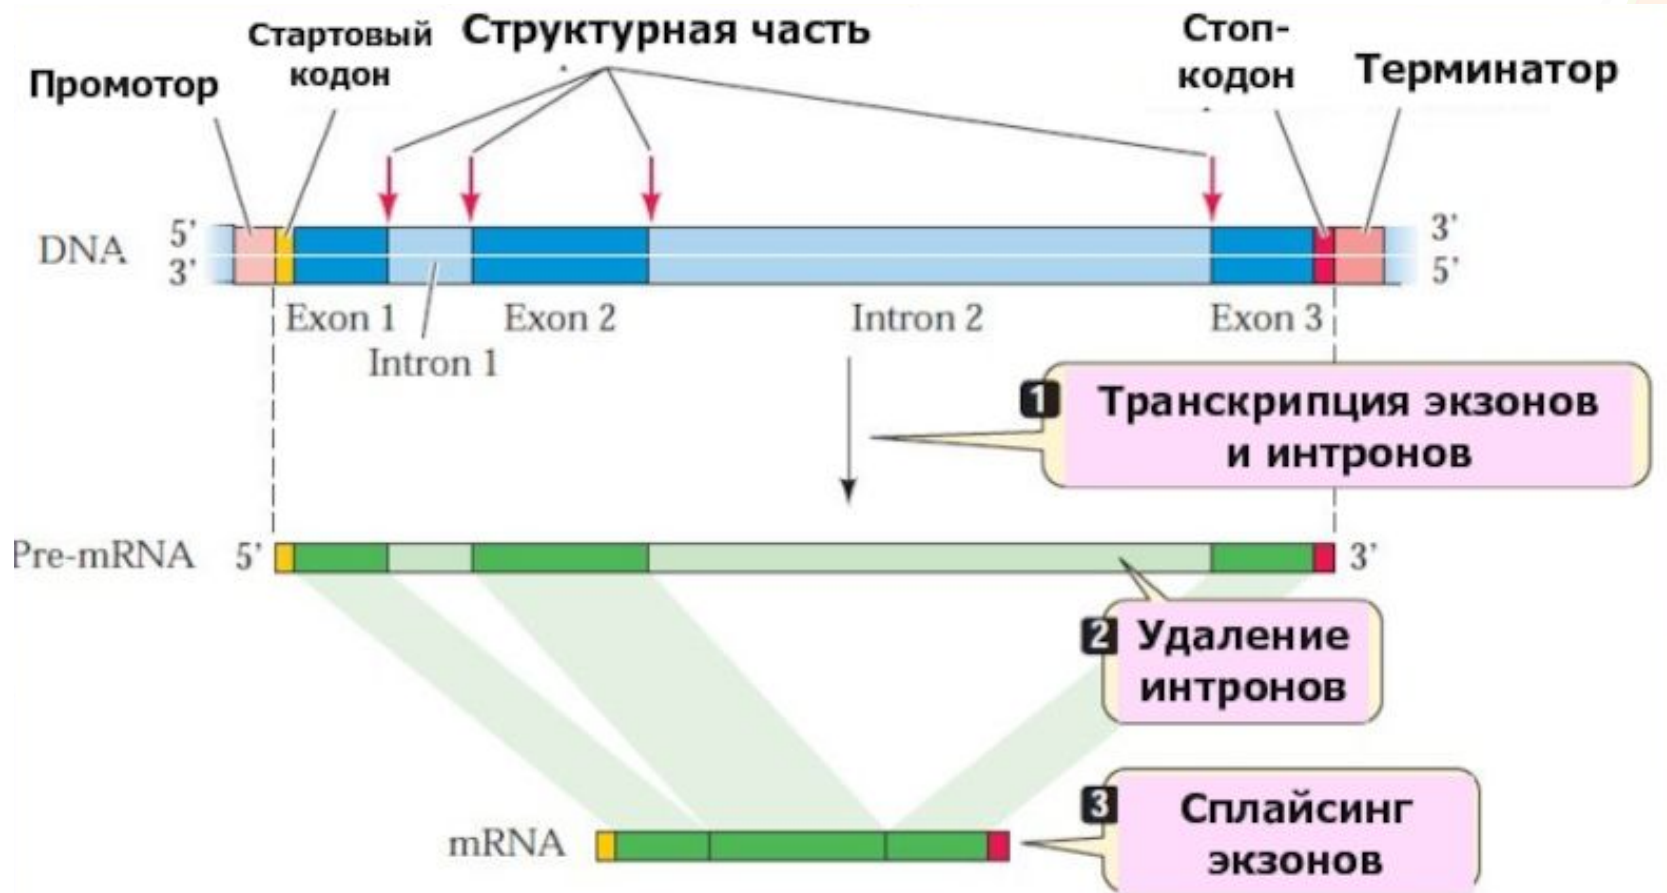 Промотор
Стартовый
кодон
Структурная часть
Стоп-
кодон
Терминатор
DNA
5’
3’
3’
5’
Exon 1
Intron 1
Exon 2
Intron 2
Exon 3
1 Транскрипция экзонов
и интронов
Pre-mRNA
5’
3’
2 Удаление
интронов
mRNA
3 Сплайсинг
экзонов